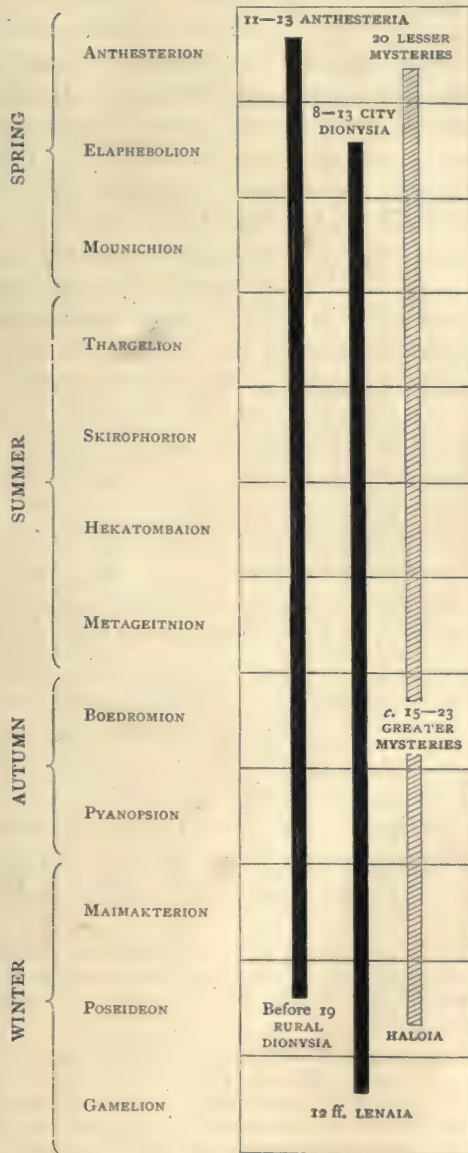 11—13 ANTHESTERIA
20 LESSER
MYSTERIES
ANTHESTERION
8—13 CITY
DIONYSIA
SPRING
ELAPHEBOLION
MOUNICHION
THARGELION
SKIROPHORION
SUMMER
HEKATOMBAION
METAGEITNION
BOEDROMION
c. 15—23
GREATER
MYSTERIES
AUTUMN
PYANOPSION
MAIMAKTERION
WINTER
POSEIDEON
Before 19
RURAL
DIONYSIA
HALOIA
GAMELION
12 ff. LENAIA